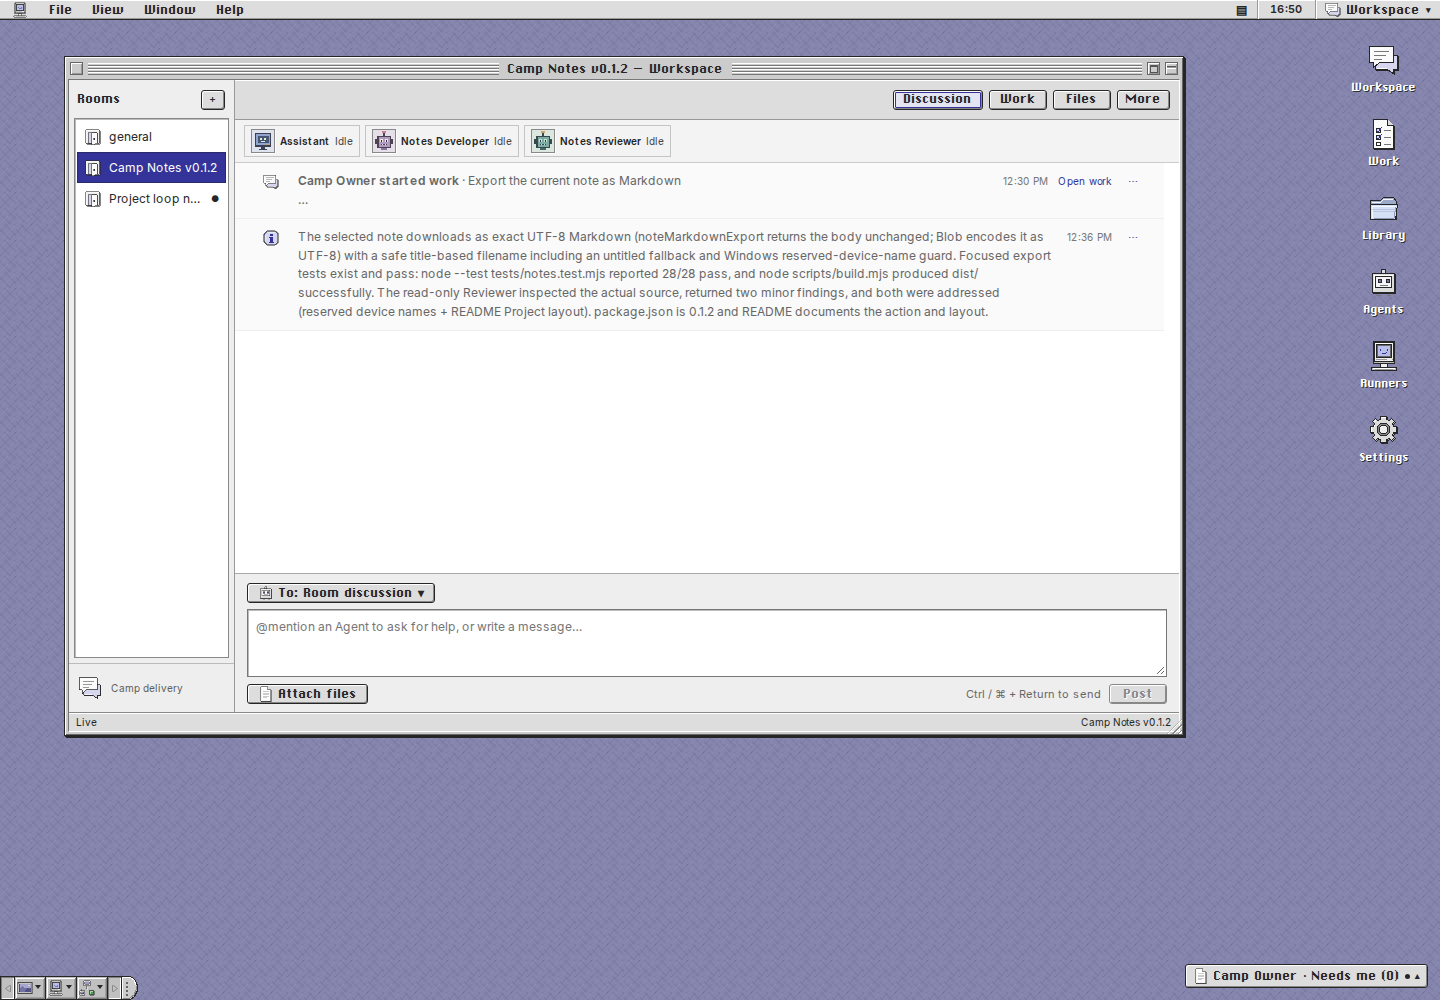 File View Window Help
16:50 Workspace
Camp Notes v0.1.2 — Workspace
Rooms +
Discussion Work Files More
general
Camp Notes v0.1.2
Project loop n...
Assistant Idle
Notes Developer Idle
Notes Reviewer Idle
Camp Owner started work · Export the current note as Markdown 12:30 PM Open work ...
...
The selected note downloads as exact UTF-8 Markdown (noteMarkdownExport returns the body unchanged; Blob encodes it as 12:36 PM ...
UTF-8) with a safe title-based filename including an untitled fallback and Windows reserved-device-name guard. Focused export
tests exist and pass: node --test tests/notes.test.mjs reported 28/28 pass, and node scripts/build.mjs produced dist/
successfully. The read-only Reviewer inspected the actual source, returned two minor findings, and both were addressed
(reserved device names + README Project layout). package.json is 0.1.2 and README documents the action and layout.
To: Room discussion ▼
@mention an Agent to ask for help, or write a message...
Attach files
Ctrl / ⌘ + Return to send Post
Camp delivery
Live
Camp Notes v0.1.2
Workspace
Work
Library
Agents
Runners
Settings
Camp Owner · Needs me (0)